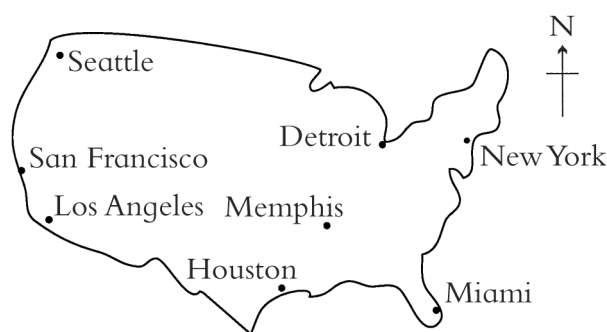 N
Seattle
Detroit
New York
San Francisco
Los Angeles
Memphis
Houston
Miami